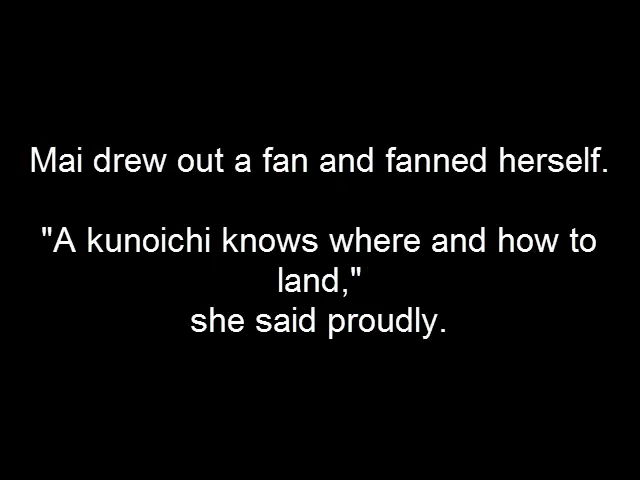 Mai drew out a fan and fanned herself.
"A kunoichi knows where and how to
land,"
she said proudly.